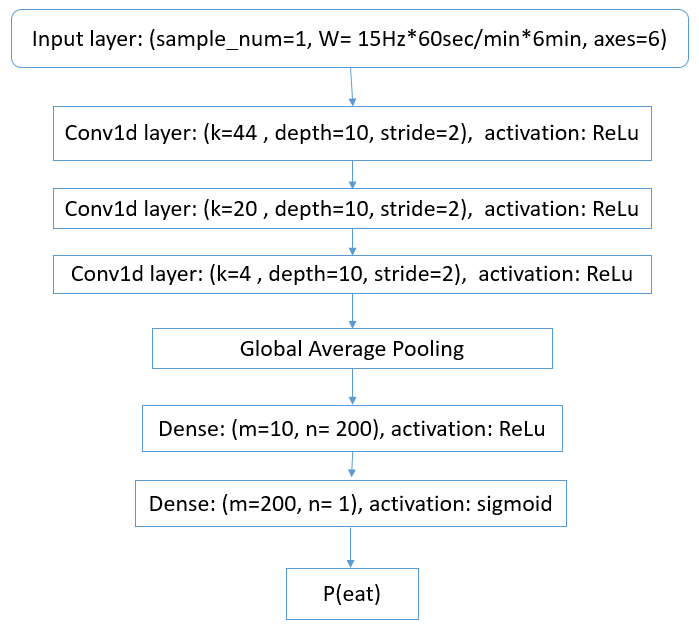 Input layer: (sample_num=1, W= 15Hz*60sec/min*6min, axes=6)
Conv1d layer: (k=44 , depth=10, stride=2),  activation: ReLu
Conv1d layer: (k=20 , depth=10, stride=2),  activation: ReLu
Conv1d layer: (k=4 , depth=10, stride=2),  activation: ReLu
Global Average Pooling
Dense: (m=10, n= 200), activation: ReLu
Dense: (m=200, n= 1), activation: sigmoid
P(eat)